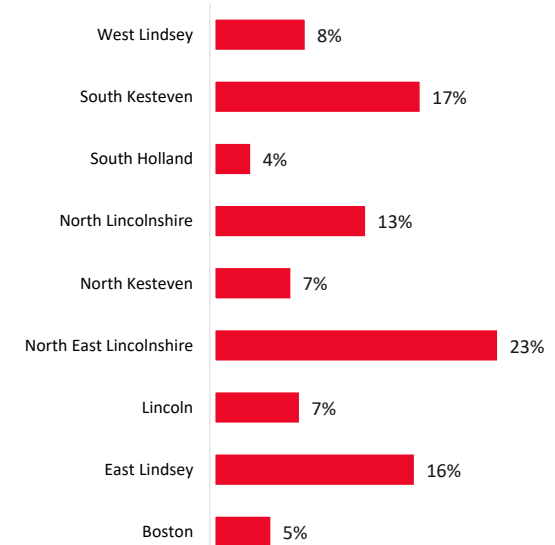 West Lindsey 8%
South Kesteven 17%
South Holland 4%
North Lincolnshire 13%
North Kesteven 7%
North East Lincolnshire 23%
Lincoln 7%
East Lindsey 16%
Boston 5%